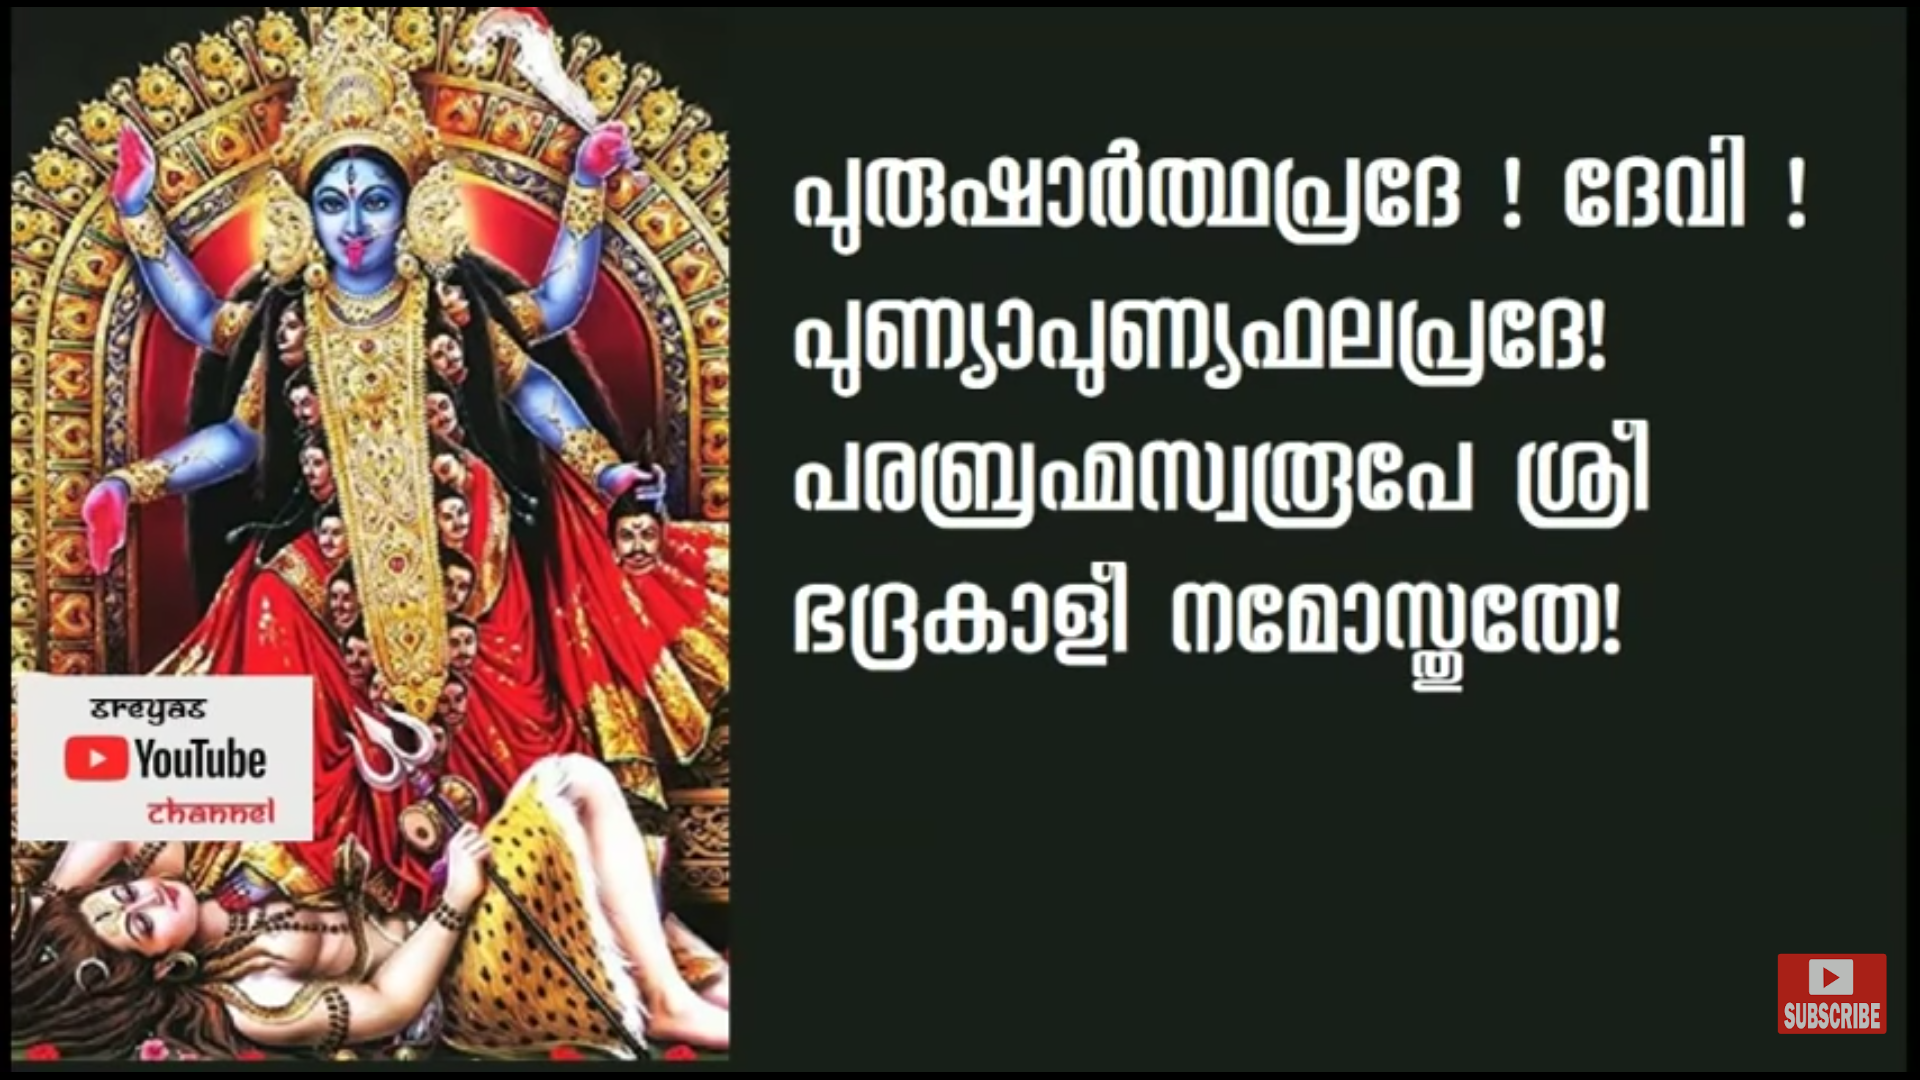 പുരുഷാർത്ഥപ്രദേ ! ദേവി !
പുണ്യാപുണ്യഫലപ്രദേ!
പരബ്രഹ്മസ്വരൂപേ ശ്രീ
ഭദ്രകാളീ നമോസ്തുതേ!
sreyas
YouTube
channel
SUBSCRIBE